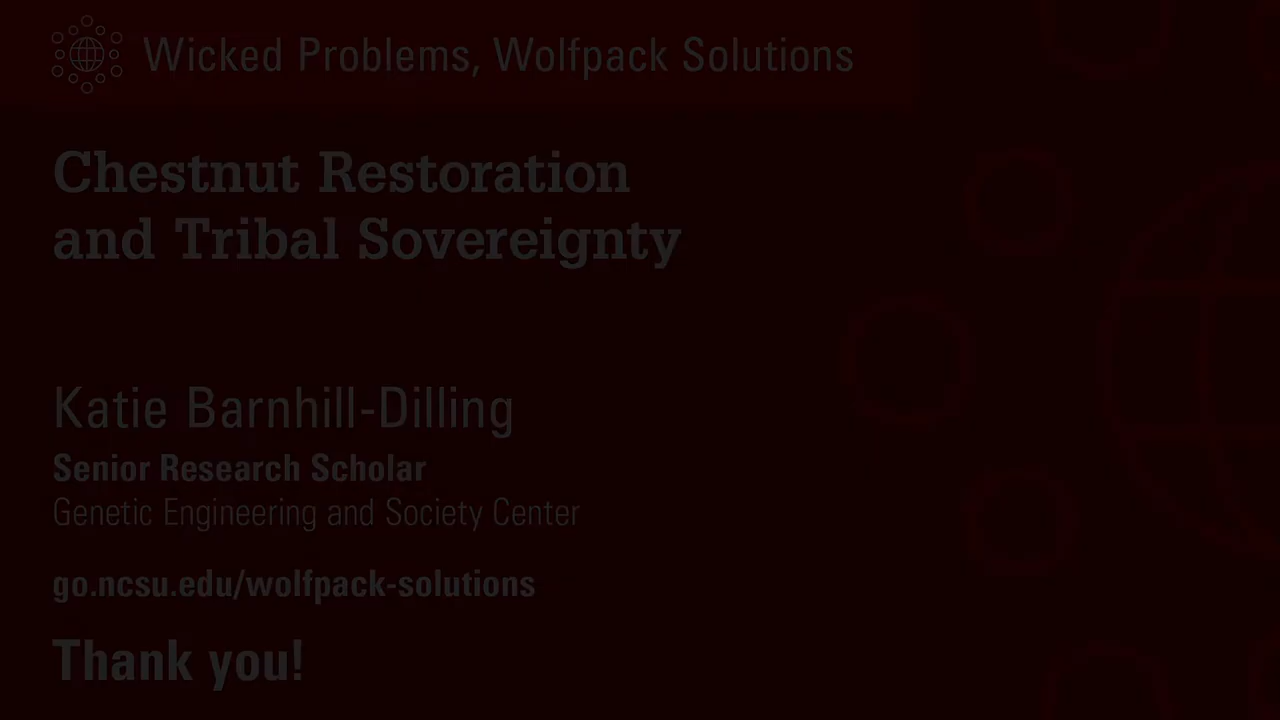 Wicked Problems, Wolfpack Solutions
Chestnut Restoration
and Tribal Sovereignty
Katie Barnhill-Dilling
Senior Research Scholar
Genetic Engineering and Society Center
go.ncsu.edu/wolfpack-solutions
Thank you!